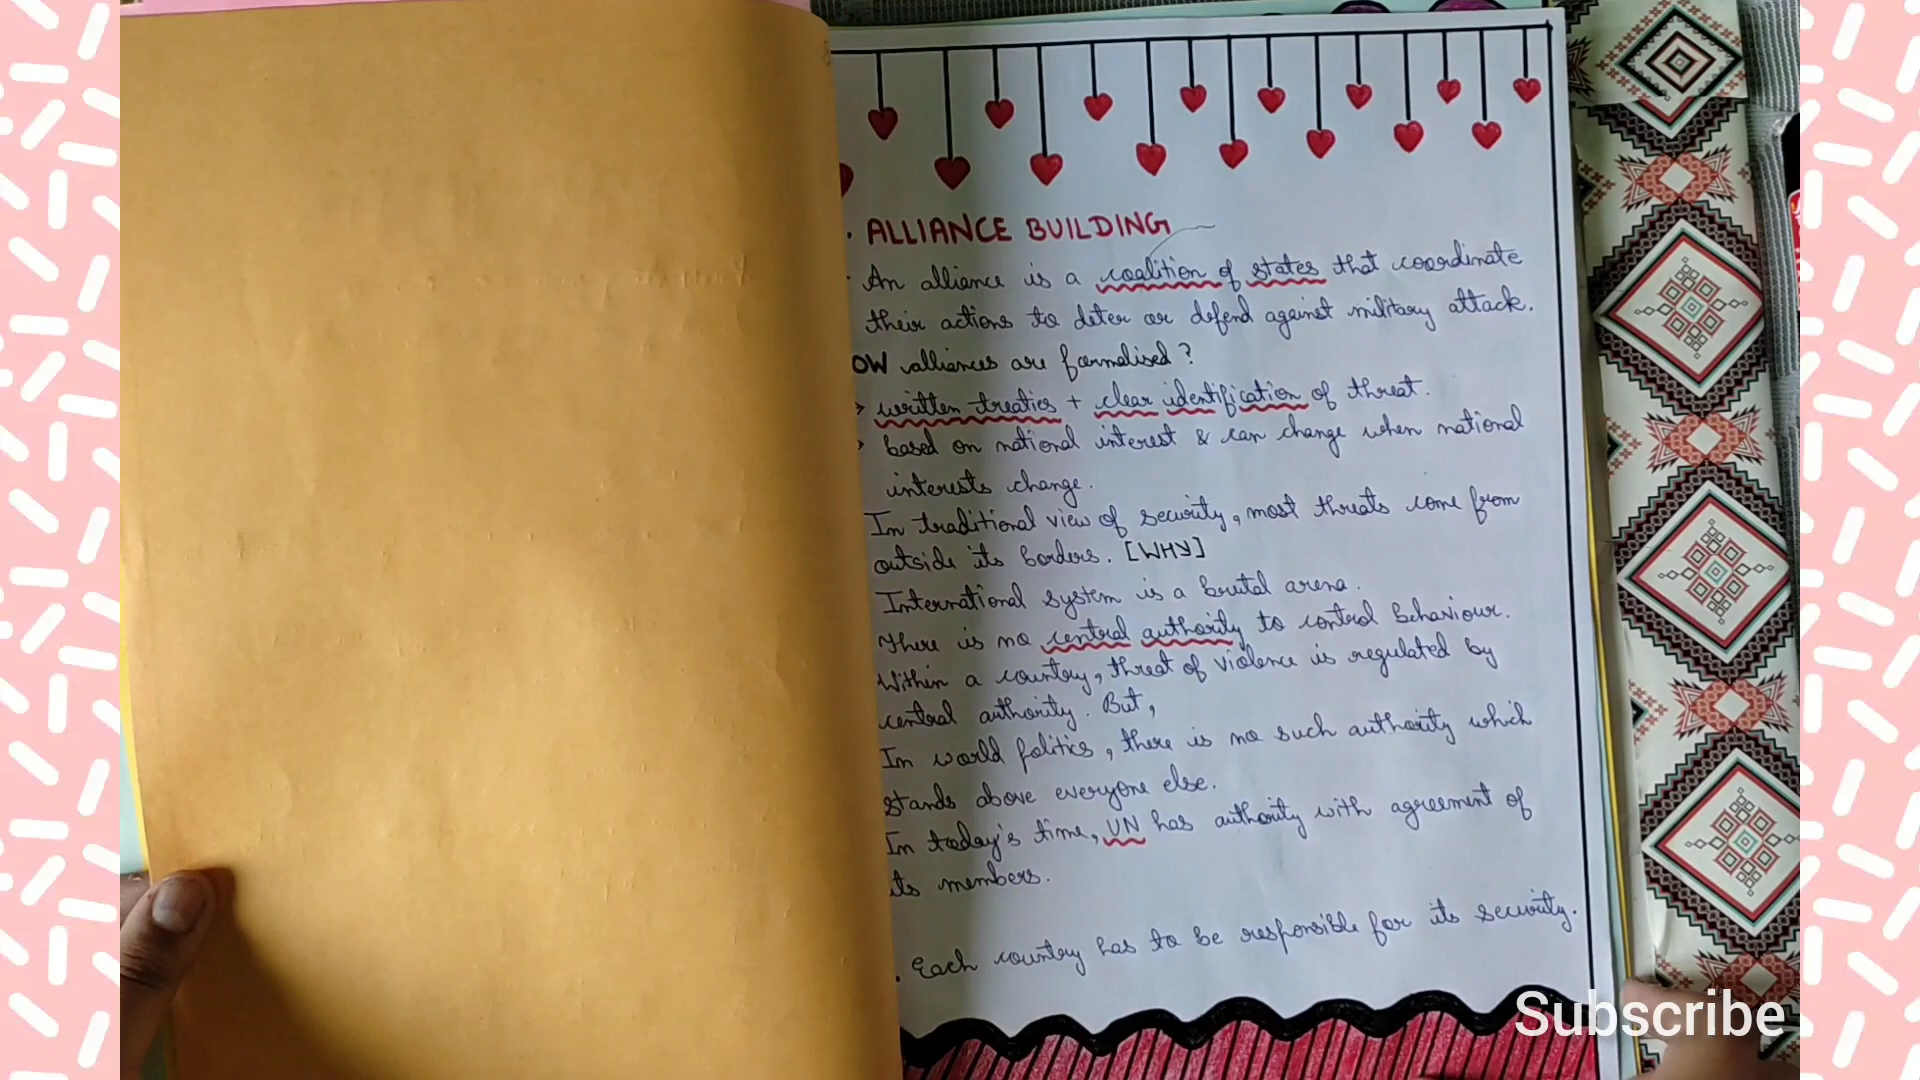 . ALLIANCE BUILDING
An alliance is a coalition of states that coordinate
their actions to deter or defend against military attack.
OW alliances are formalised?
> written treaties + clear identification of threat.
> based on national interest & can change when national
interests change.
In traditional view of security, most threats come from
outside its borders. [WHY]
International system is a brutal arena.
There is no central authority to control behaviour.
Within a country, threat of violence is regulated by
central authority. But,
In world politics, there is no such authority which
stands above everyone else.
In today's time, UN has authority with agreement of
its members.
. Each country has to be responsible for its security.
Subscribe